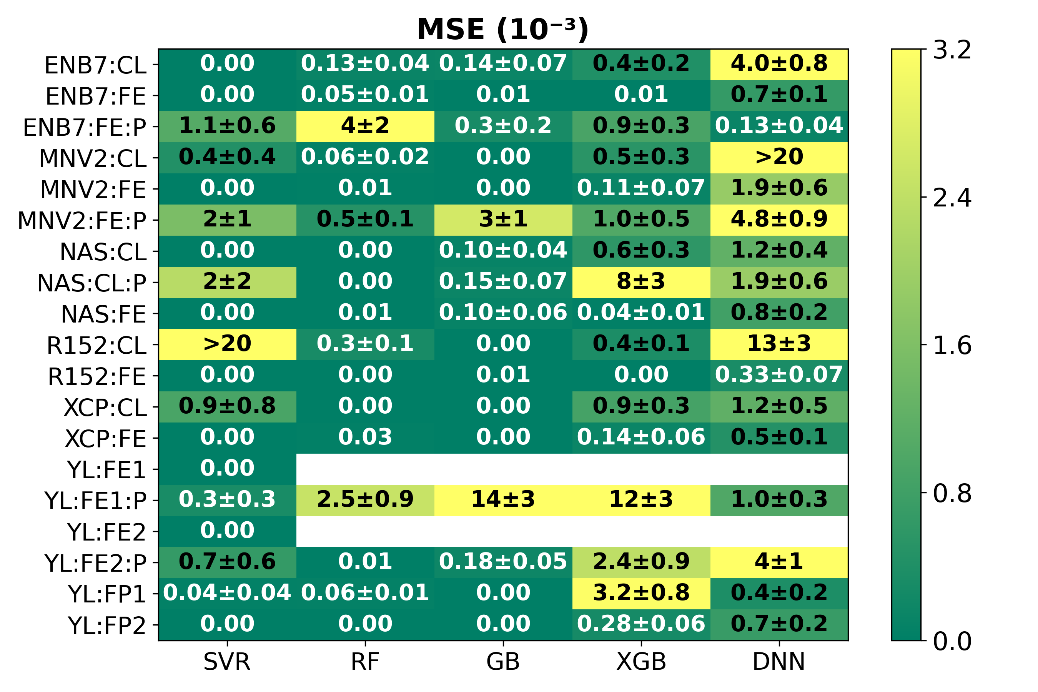 MSE (10⁻³)
ENB7:CL 0.00 0.13±0.04 0.14±0.07 0.4±0.2 4.0±0.8
ENB7:FE 0.00 0.05±0.01 0.01 0.01 0.7±0.1
ENB7:FE:P 1.1±0.6 4±2 0.3±0.2 0.9±0.3 0.13±0.04
MNV2:CL 0.4±0.4 0.06±0.02 0.00 0.5±0.3 >20
MNV2:FE 0.00 0.01 0.00 0.11±0.07 1.9±0.6
MNV2:FE:P 2±1 0.5±0.1 3±1 1.0±0.5 4.8±0.9
NAS:CL 0.00 0.00 0.10±0.04 0.6±0.3 1.2±0.4
NAS:CL:P 2±2 0.00 0.15±0.07 8±3 1.9±0.6
NAS:FE 0.00 0.01 0.10±0.06 0.04±0.01 0.8±0.2
R152:CL >20 0.3±0.1 0.00 0.4±0.1 13±3
R152:FE 0.00 0.00 0.01 0.00 0.33±0.07
XCP:CL 0.9±0.8 0.00 0.00 0.9±0.3 1.2±0.5
XCP:FE 0.00 0.03 0.00 0.14±0.06 0.5±0.1
YL:FE1 0.00
YL:FE1:P 0.3±0.3 2.5±0.9 14±3 12±3 1.0±0.3
YL:FE2 0.00
YL:FE2:P 0.7±0.6 0.01 0.18±0.05 2.4±0.9 4±1
YL:FP1 0.04±0.04 0.06±0.01 0.00 3.2±0.8 0.4±0.2
YL:FP2 0.00 0.00 0.00 0.28±0.06 0.7±0.2
SVR RF GB XGB DNN
3.2
2.4
1.6
0.8
0.0